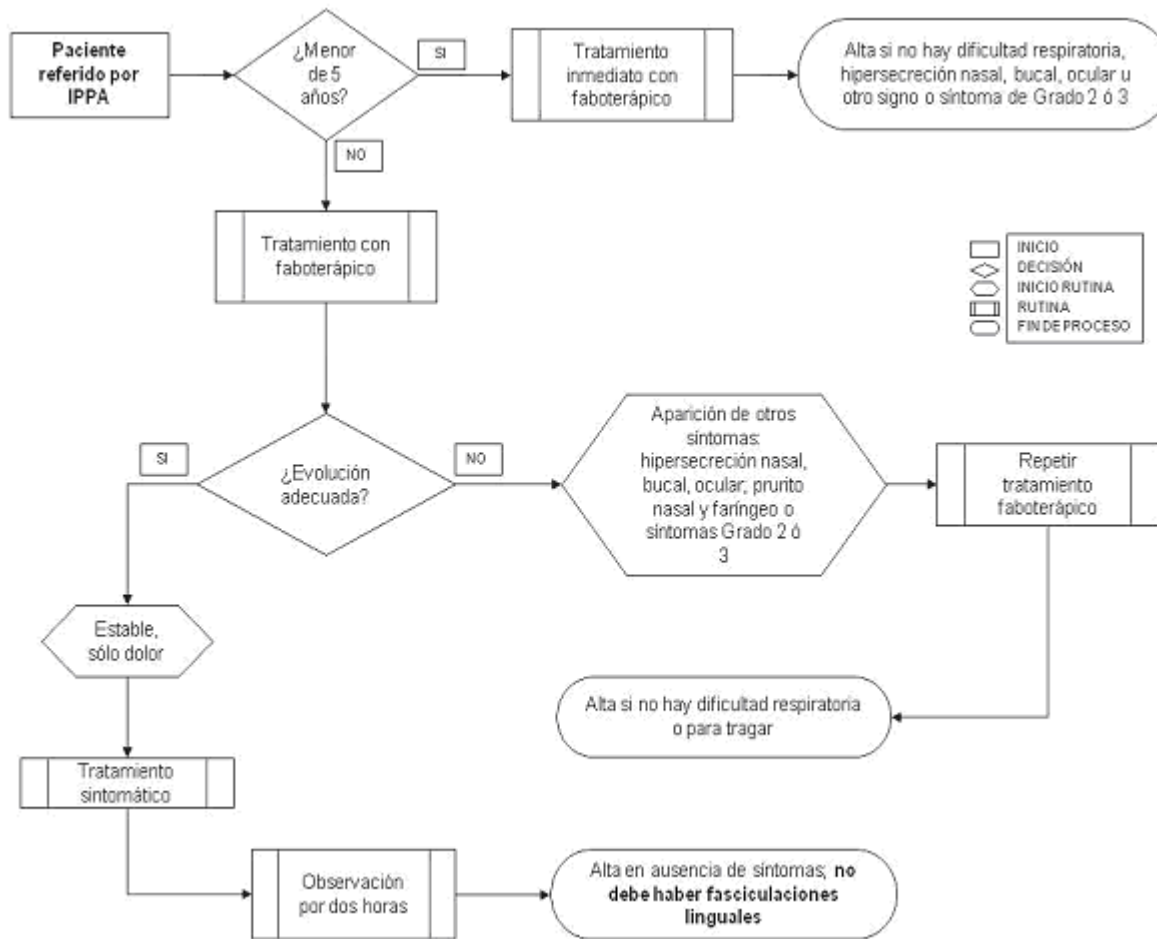 Paciente
referido por
IPPA
¿Menor
de 5
años?
SI
Tratamiento
inmediato con
faboterápico
Alta si no hay dificultad respiratoria,
hipersecreción nasal, bucal, ocular u
otro signo o síntoma de Grado 2 ó 3
NO
Tratamiento con
faboterápico
INICIO
DECISIÓN
INICIO RUTINA
RUTINA
FIN DE PROCESO
SI
¿Evolución
adecuada?
NO
Aparición de otros
síntomas:
hipersecreción nasal,
bucal, ocular; prurito
nasal y faríngeo o
síntomas Grado 2 ó
3
Repetir
tratamiento
faboterápico
Estable,
sólo dolor
Alta si no hay dificultad respiratoria
o para tragar
Tratamiento
sintomático
Observación
por dos horas
Alta en ausencia de síntomas; no
debe haber fasciculaciones
linguales